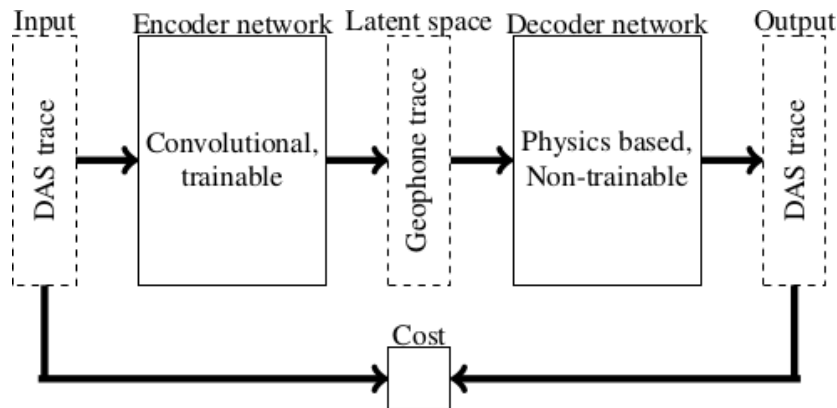 Input
Encoder network
Latent space
Decoder network
Output
DAS trace
Convolutional,
trainable
Geophone trace
Physics based,
Non-trainable
DAS trace
Cost